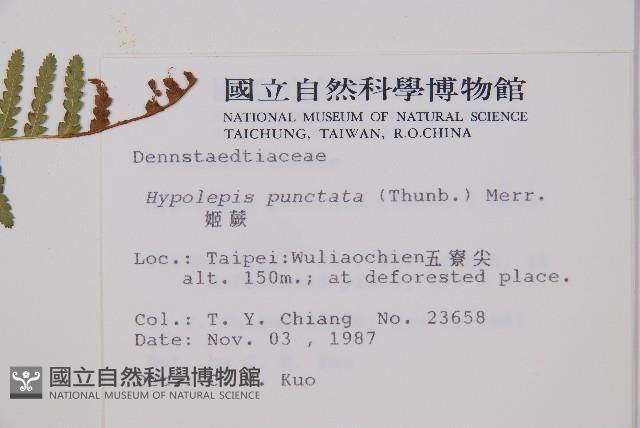 國立自然科學博物館
NATIONAL MUSEUM OF NATURAL SCIENCE
TAICHUNG, TAIWAN, R.O.CHINA
Dennstaedtiaceae
Hypolepis punctata (Thunb.) Merr.
姬蕨
Loc.: Taipei:Wuliaochien五寮尖
alt. 150m.; at deforested place.
Col.: T. Y. Chiang No. 23658
Date: Nov. 03 , 1987
Kuo
國立自然科學博物館
NATIONAL MUSEUM OF NATURAL SCIENCE